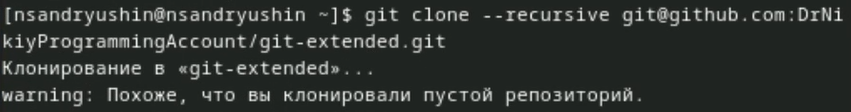 [nsandryushin@nsandryushin ~]$ git clone --recursive git@github.com:DrNi
kiyProgrammingAccount/git-extended.git
Клонирование в «git-extended»...
warning: Похоже, что вы клонировали пустой репозиторий.